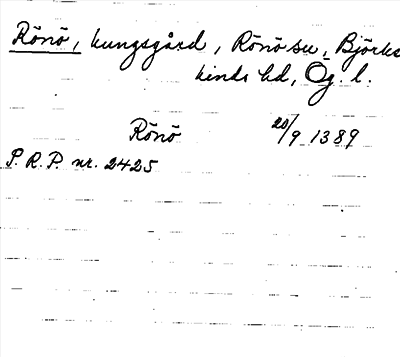 Rönö, kungsgård, Rönö sn, Björke
kinds hd, Ög. l.
Rönö 20/9 1389
P. R. P. nr. 2425